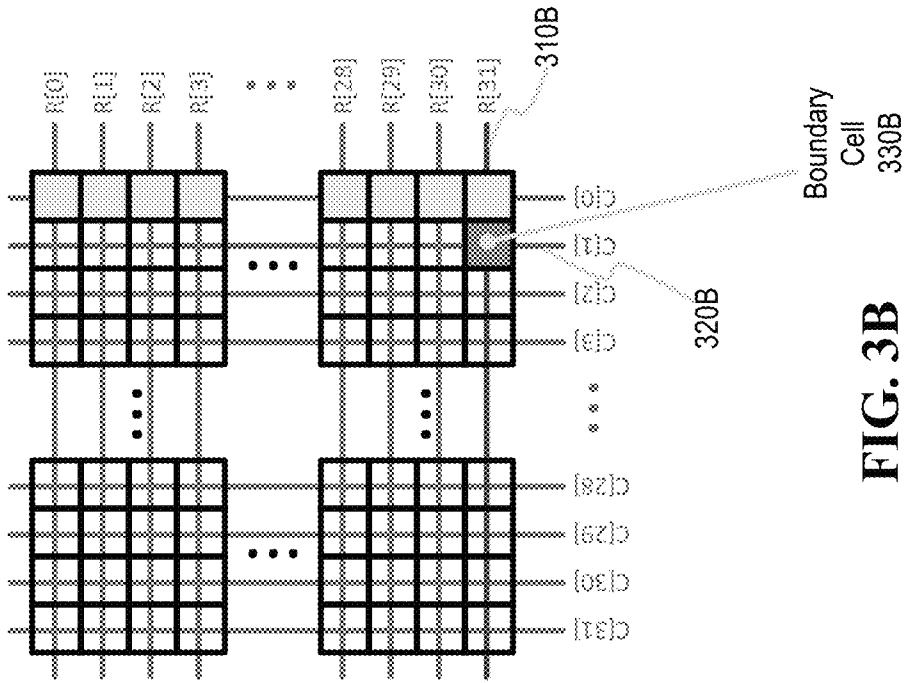 R[0]
R[1]
R[2]
R[3]
R[28]
R[29]
R[30]
R[31]
310B
C[31]
C[30]
C[29]
C[28]
C[3]
C[2]
C[1]
C[0]
320B
Boundary
Cell
330B
FIG. 3B